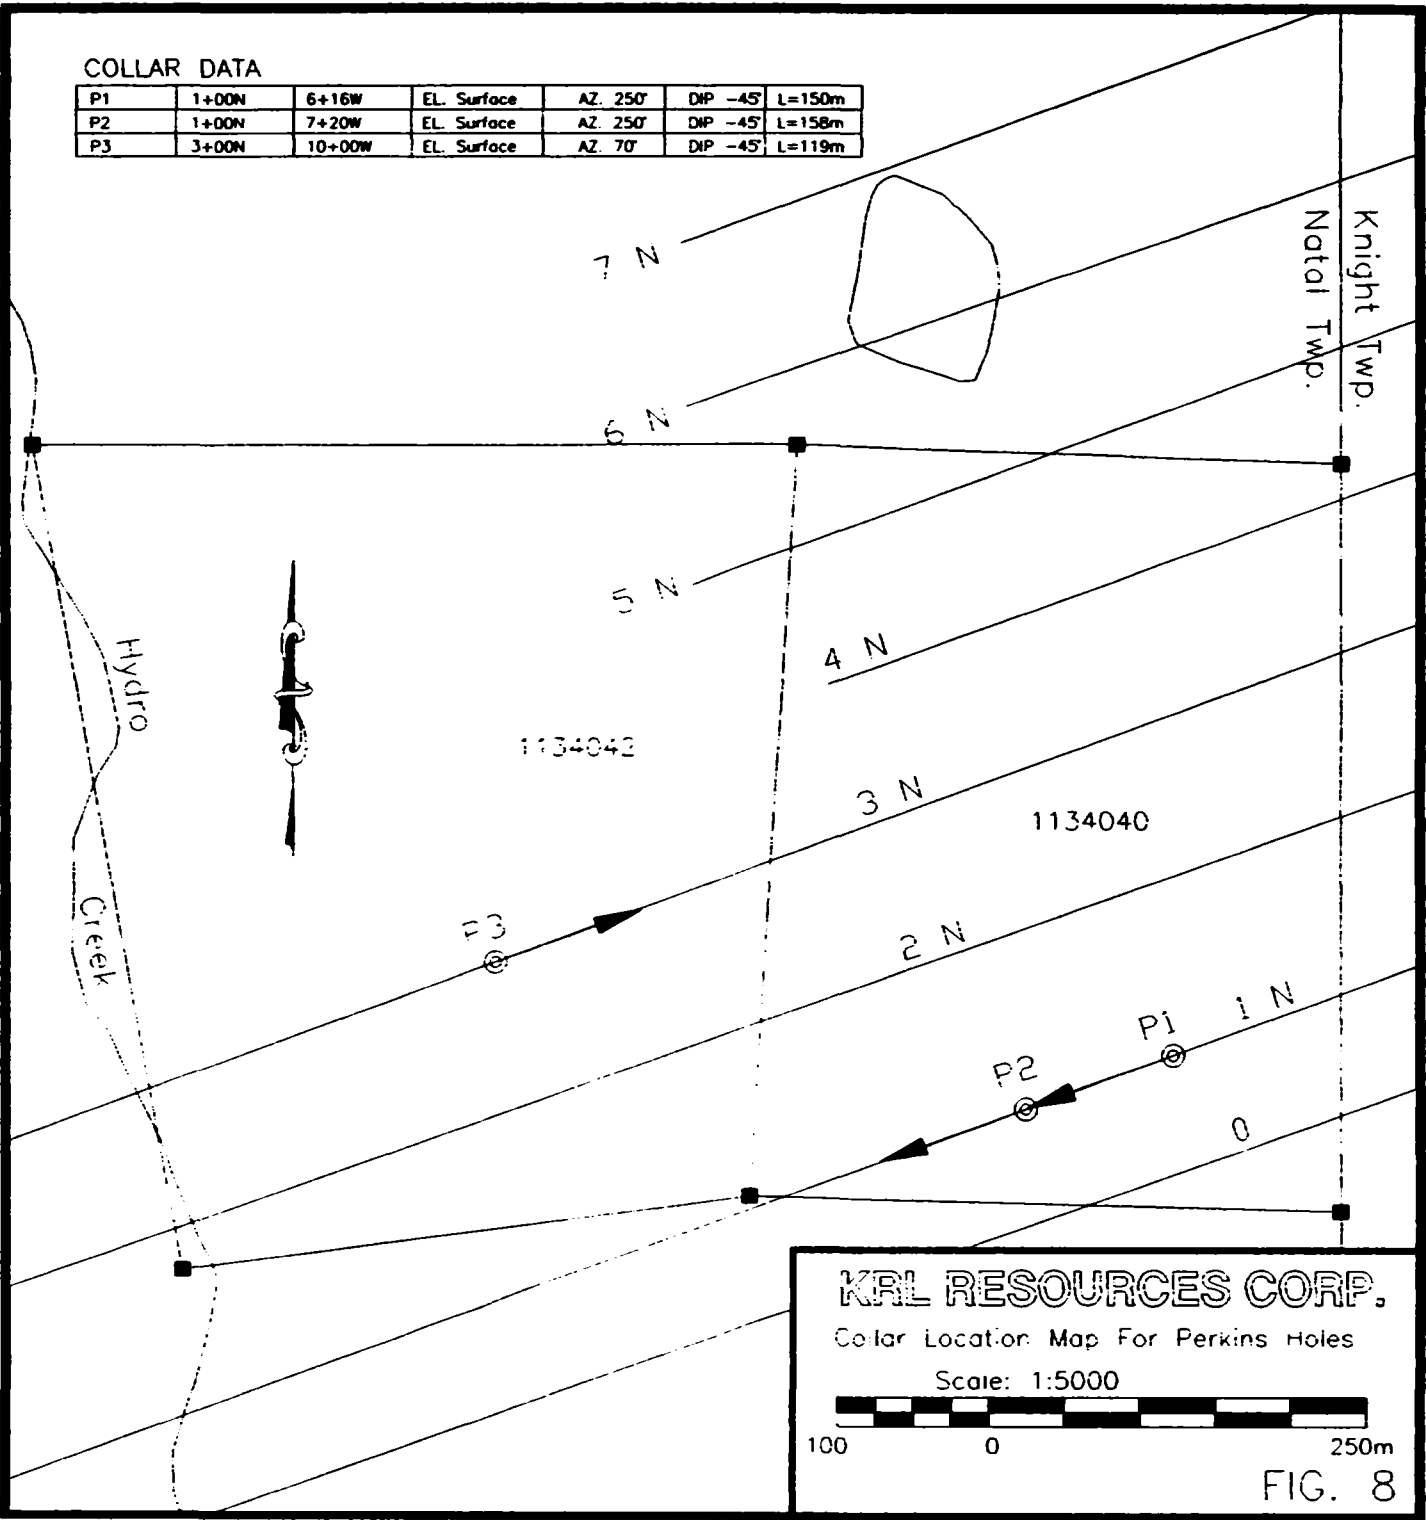 COLLAR DATA
P1 1+00N 6+16W EL. Surface AZ. 250° DIP -45° L=150m
P2 1+00N 7+20W EL. Surface AZ. 250° DIP -45° L=158m
P3 3+00N 10+00W EL. Surface AZ. 70° DIP -45° L=119m
Knight Twp.
Natal Twp.
7 N
6 N
5 N
4 N
Hydro
1134042
3 N
1134040
Creek
P3
2 N
1 N
P1
P2
0
KRL RESOURCES CORP.
Collar Location Map For Perkins Holes
Scale: 1:5000
100 0 250m
FIG. 8